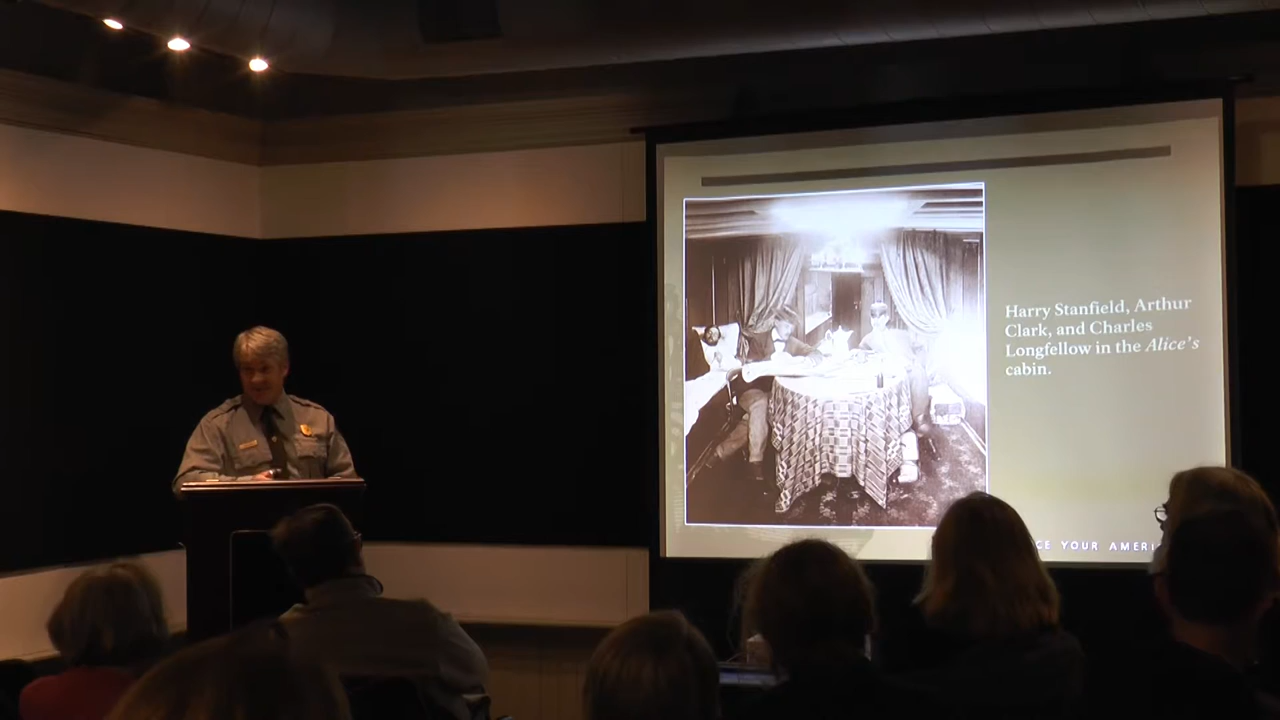 Harry Stanfield, Arthur
Clark, and Charles
Longfellow in the Alice's
cabin.
CE YOUR AMERI